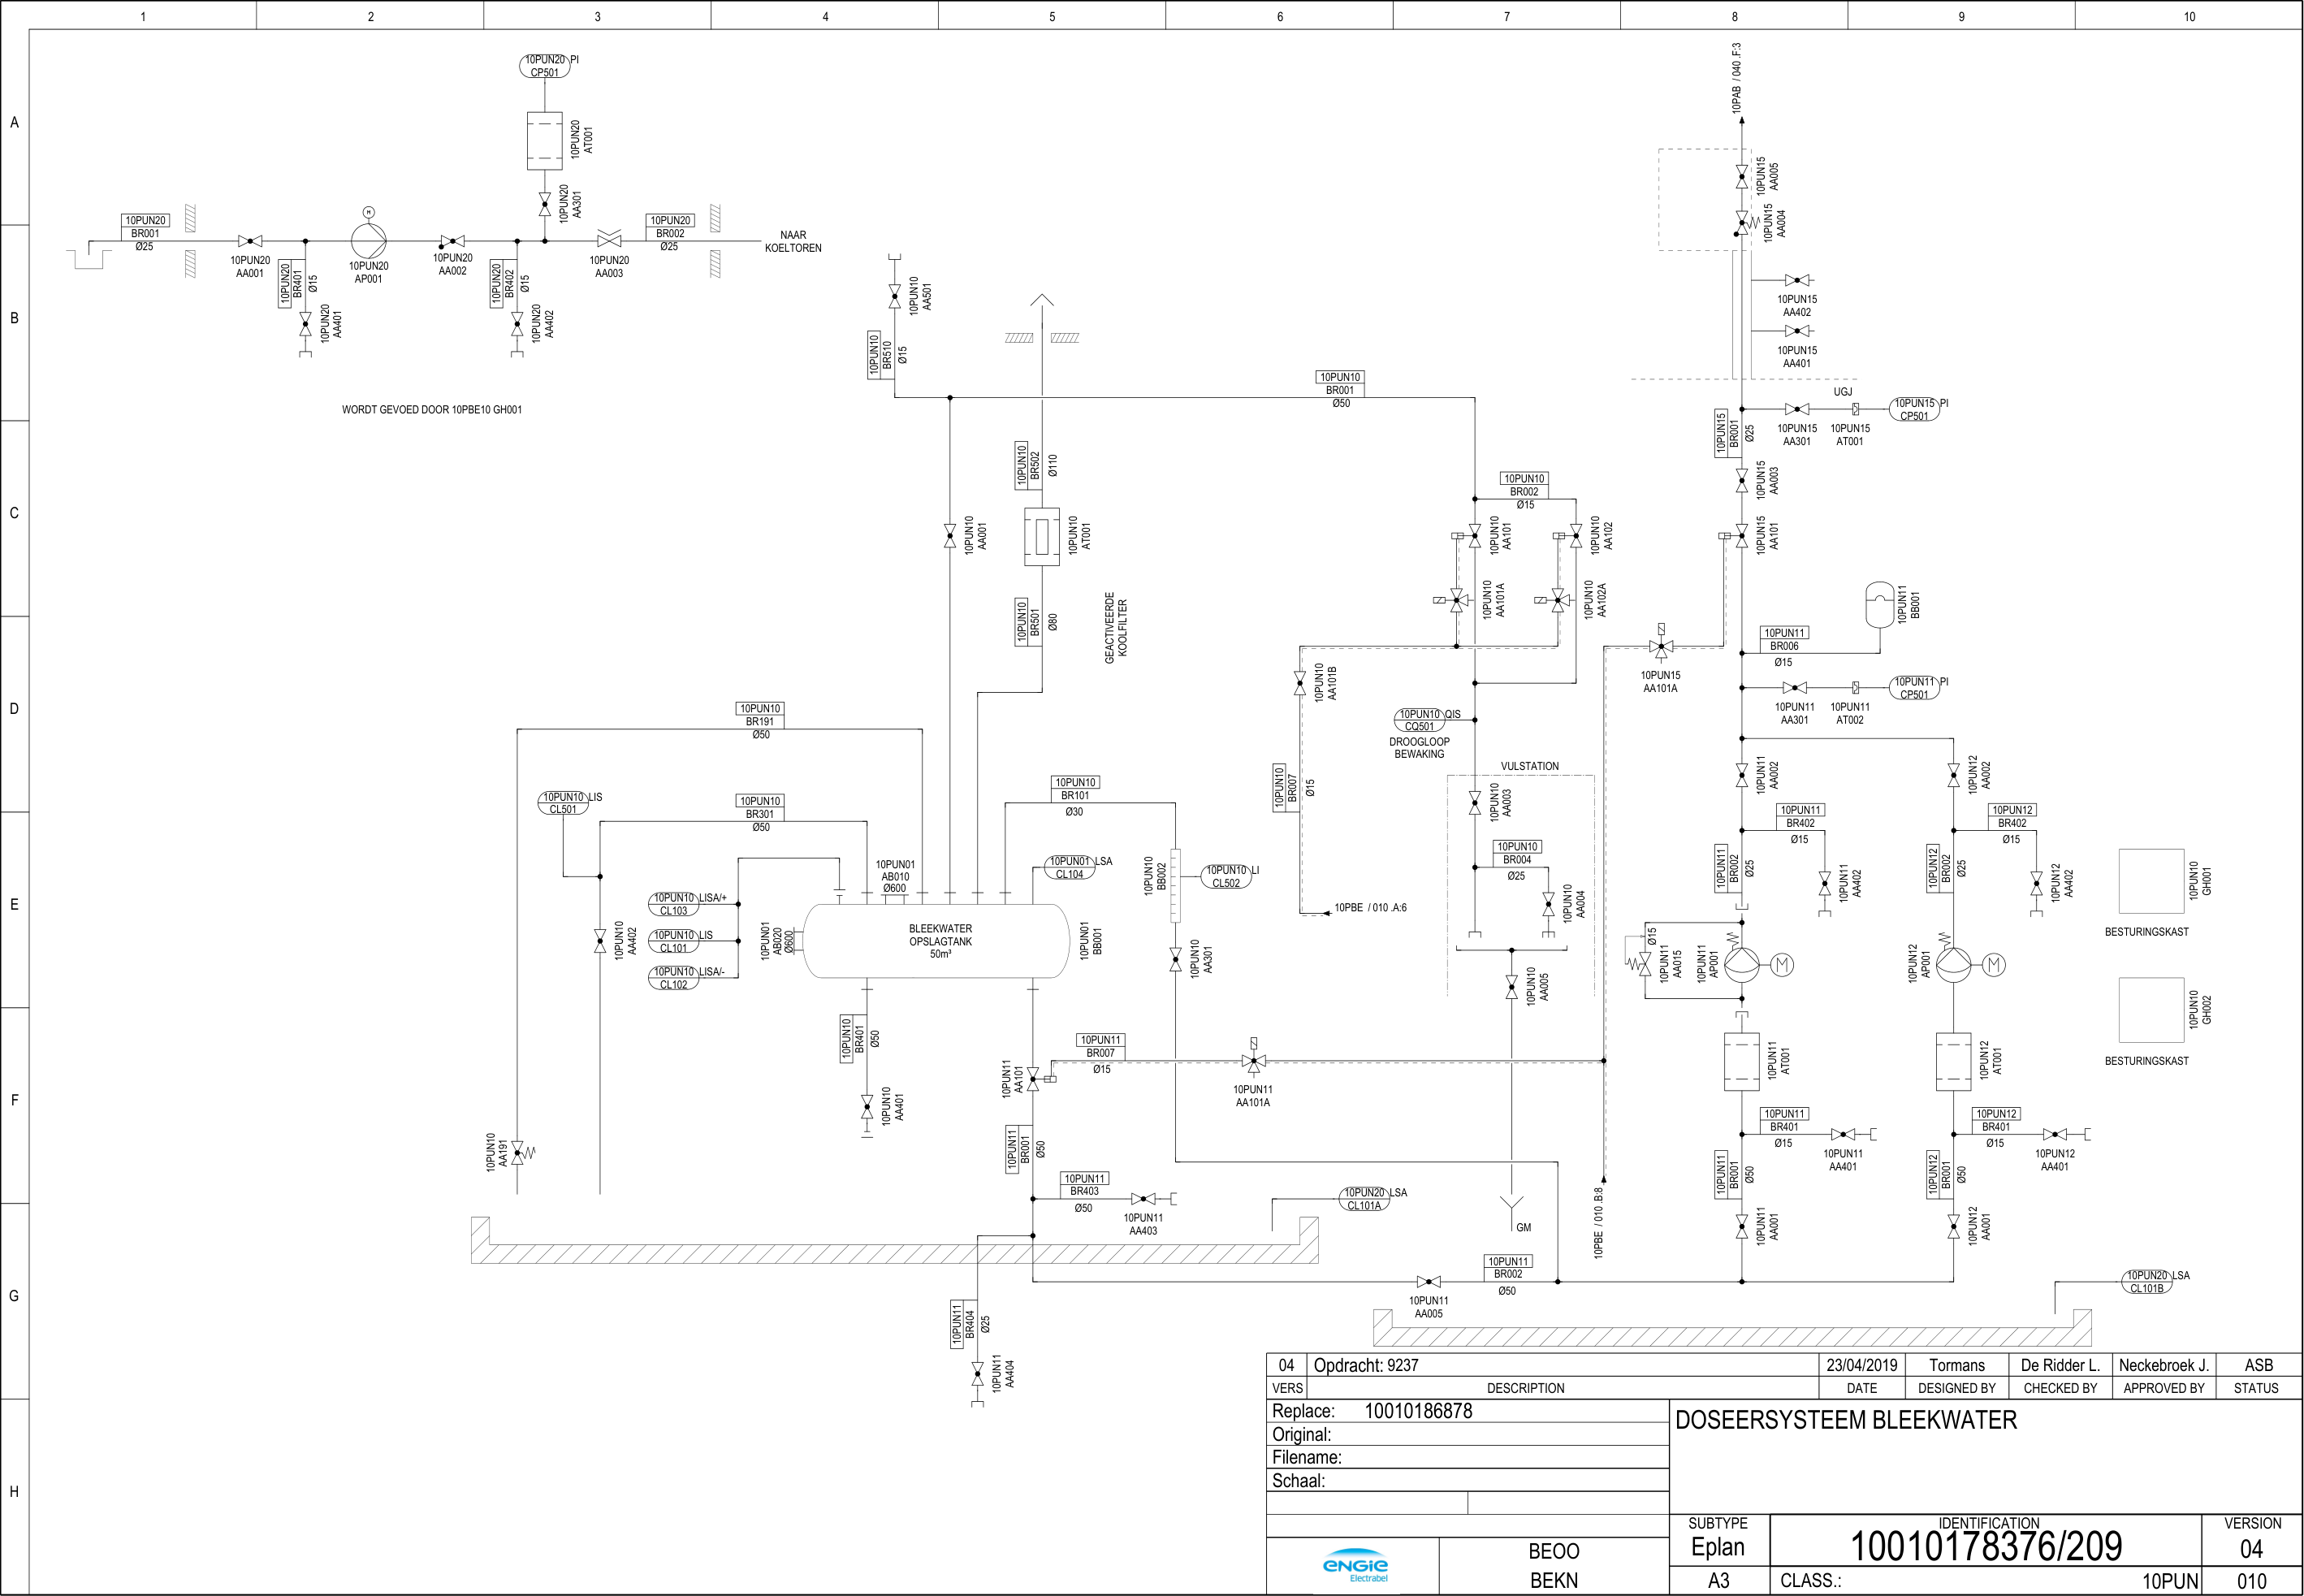 1 2 3 4 5 6 7 8 9 10
A
B
C
D
E
F
G
H
10PUN20 PI
CP501
10PUN20
AT001
10PUN20
AA301
10PUN20
BR001
Ø25
10PUN20
AA001
10PUN20
BR401
Ø15
10PUN20
AA401
M
10PUN20
AP001
10PUN20
AA002
10PUN20
BR402
Ø15
10PUN20
AA402
10PUN20
AA003
10PUN20
BR002
Ø25
NAAR
KOELTOREN
WORDT GEVOED DOOR 10PBE10 GH001
10PUN10
AA501
10PUN10
BR510
Ø15
10PUN10
BR001
Ø50
10PUN10
BR502
Ø110
10PUN10
AA001
10PUN10
AT001
10PUN10
BR501
Ø80
GEACTIVEERDE
KOOLFILTER
10PUN10
BR002
Ø15
10PUN10
AA101
10PUN10
AA102
10PUN10
AA101A
10PUN10
AA102A
10PUN10
AA101B
10PUN10 QIS
CQ501
DROOGLOOP
BEWAKING
10PUN10
BR007
Ø15
10PBE / 010 .A:6
VULSTATION
10PUN10
AA003
10PUN10
BR004
Ø25
10PUN10
AA004
10PUN10
AA005
GM
10PAB / 040 .F:3
10PUN15
AA005
10PUN15
AA004
10PUN15
AA402
10PUN15
AA401
UGJ
10PUN15 PI
CP501
10PUN15
AA301
10PUN15
AT001
10PUN15
BR001
Ø25
10PUN15
AA003
10PUN15
AA101
10PUN15
AA101A
10PUN11
BB001
10PUN11
BR006
Ø15
10PUN11 PI
CP501
10PUN11
AA301
10PUN11
AT002
10PUN11
AA002
10PUN12
AA002
10PUN11
BR402
Ø15
10PUN12
BR402
Ø15
10PUN11
BR002
Ø25
10PUN11
AA402
10PUN12
BR002
Ø25
10PUN12
AA402
Ø15
10PUN11
AA015
10PUN11
AP001
M
10PUN12
AP001
M
10PUN11
AT001
10PUN12
AT001
10PUN11
BR401
Ø15
10PUN11
AA401
10PUN12
BR401
Ø15
10PUN12
AA401
10PUN11
BR001
Ø50
10PUN12
BR001
Ø50
10PUN11
AA001
10PUN12
AA001
10PUN10
GH001
BESTURINGSKAST
10PUN10
GH002
BESTURINGSKAST
10PUN10
BR191
Ø50
10PUN10 LIS
CL501
10PUN10
BR301
Ø50
10PUN10 LISA/+
CL103
10PUN10 LIS
CL101
10PUN10 LISA/-
CL102
10PUN10
AA402
10PUN01
AB010
Ø600
10PUN01
AB020
Ø600
BLEEKWATER
OPSLAGTANK
50m³
10PUN01
BB001
10PUN01 LSA
CL104
10PUN10
BR101
Ø30
10PUN10
BB002
10PUN10 LI
CL502
10PUN10
AA301
10PUN10
BR401
Ø50
10PUN10
AA401
10PUN10
AA191
10PUN11
AA101
10PUN11
BR007
Ø15
10PUN11
AA101A
10PUN11
BR001
Ø50
10PUN11
BR403
Ø50
10PUN11
AA403
10PUN20 LSA
CL101A
10PBE / 010 .B:8
10PUN11
BR404
Ø25
10PUN11
AA404
10PUN11
AA005
10PUN11
BR002
Ø50
10PUN20 LSA
CL101B
04 Opdracht: 9237 23/04/2019 Tormans De Ridder L. Neckebroek J. ASB
VERS DESCRIPTION DATE DESIGNED BY CHECKED BY APPROVED BY STATUS
Replace: 10010186878
Original:
Filename:
Schaal:
DOSEERSYSTEEM BLEEKWATER
ENGIE
Electrabel
BEOO
BEKN
SUBTYPE
Eplan
A3
IDENTIFICATION
10010178376/209
CLASS.: 10PUN
VERSION
04
010